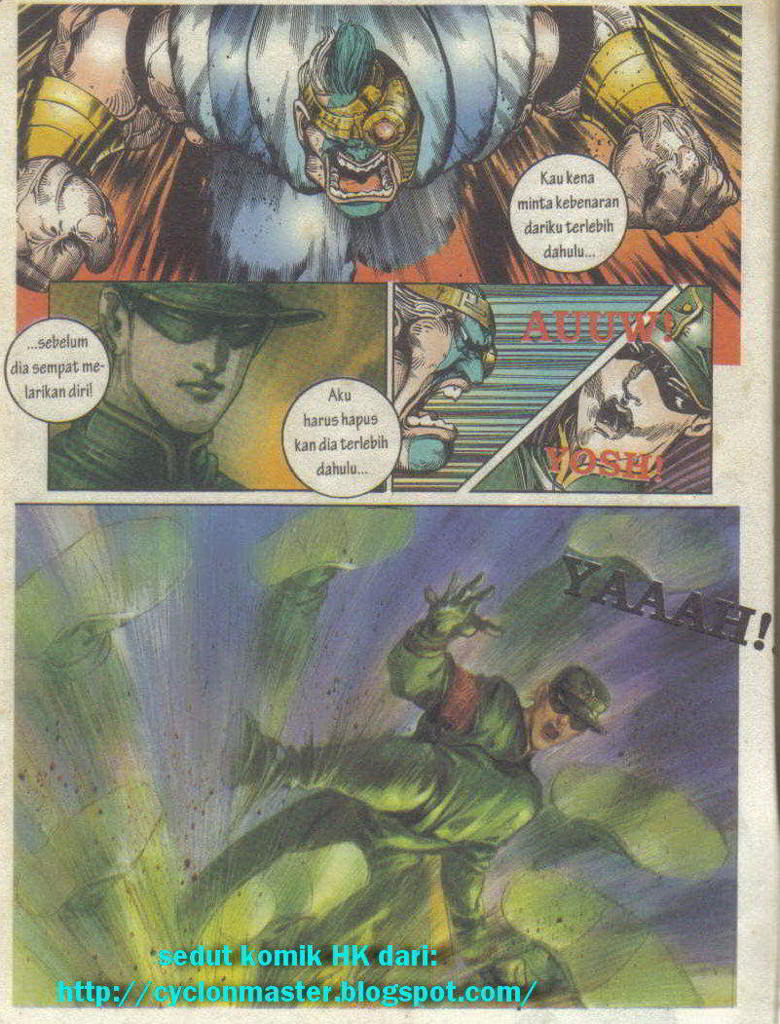 Kau kena
minta kebenaran
dariku terlebih
dahulu...
...sebelum
dia sempat me-
larikan diri!
Aku
harus hapus
kan dia terlebih
dahulu...
AUUW!
YOSH!
YAAAH!
sedut komik HK dari:
http://cyclonmaster.blogspot.com/